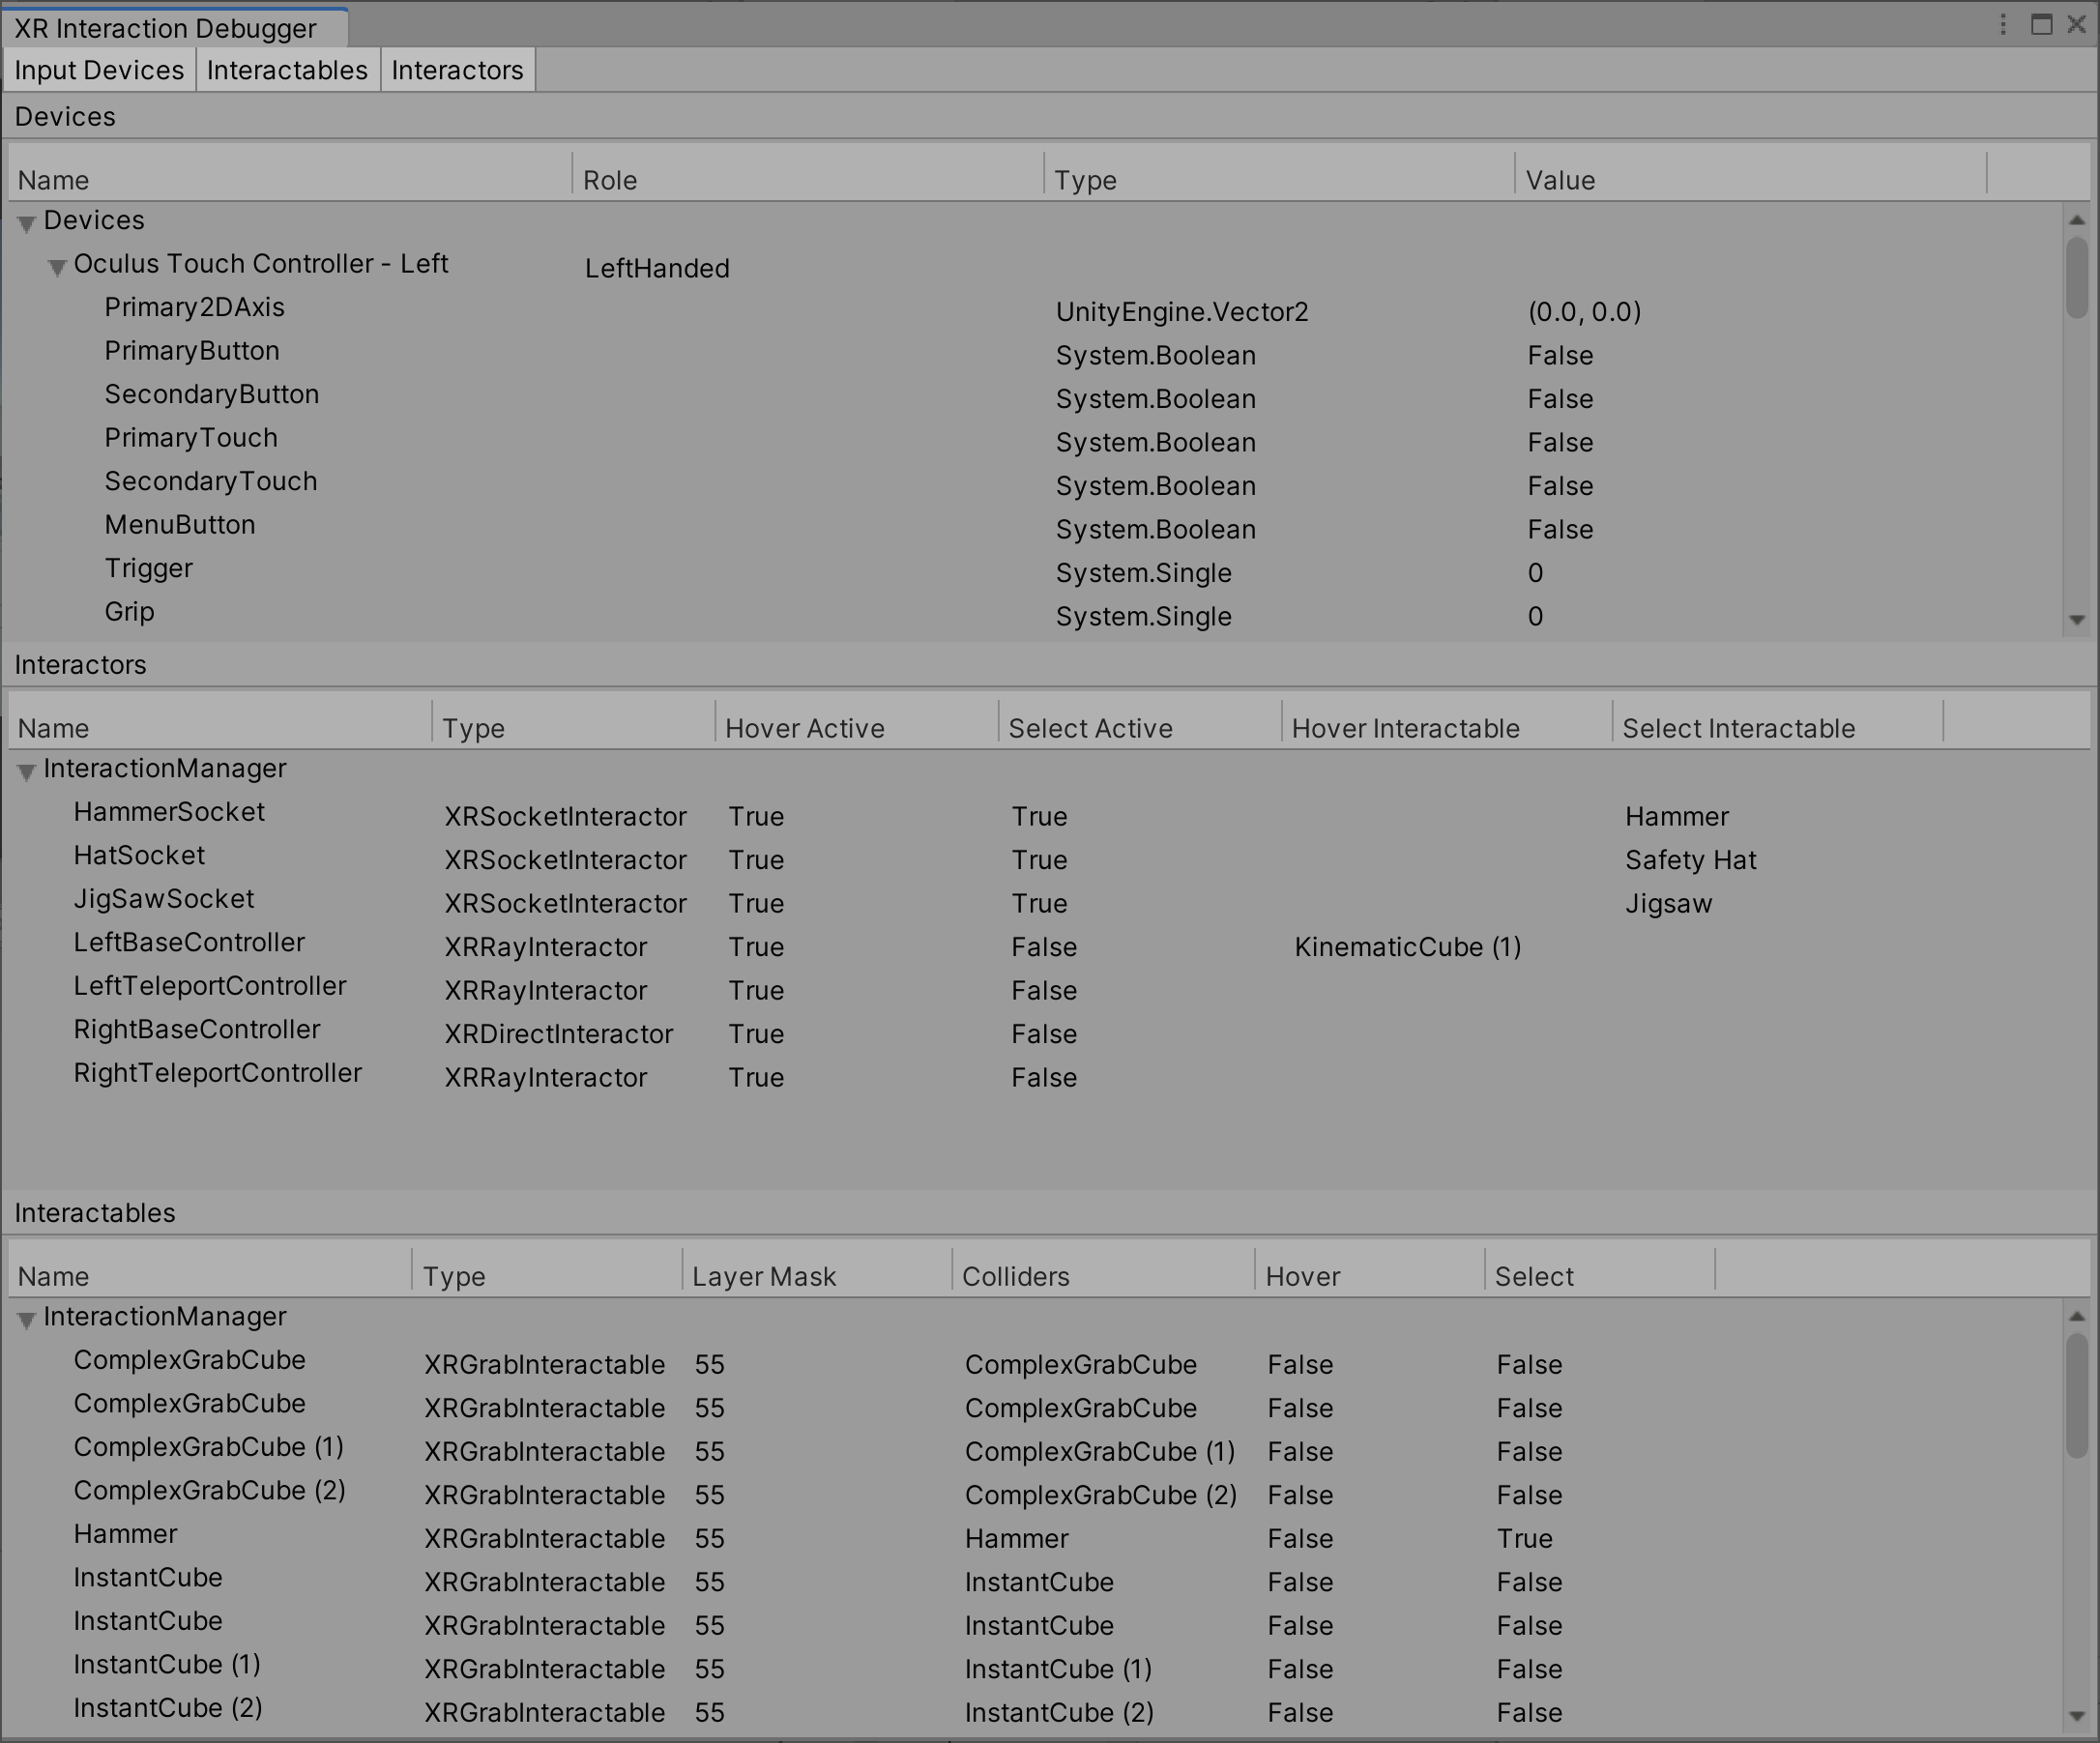 XR Interaction Debugger
Input Devices Interactables Interactors
Devices
Name Role Type Value
Devices
Oculus Touch Controller - Left LeftHanded
Primary2DAxis UnityEngine.Vector2 (0.0, 0.0)
PrimaryButton System.Boolean False
SecondaryButton System.Boolean False
PrimaryTouch System.Boolean False
SecondaryTouch System.Boolean False
MenuButton System.Boolean False
Trigger System.Single 0
Grip System.Single 0
Interactors
Name Type Hover Active Select Active Hover Interactable Select Interactable
InteractionManager
HammerSocket XRSocketInteractor True True Hammer
HatSocket XRSocketInteractor True True Safety Hat
JigSawSocket XRSocketInteractor True True Jigsaw
LeftBaseController XRRayInteractor True False KinematicCube (1)
LeftTeleportController XRRayInteractor True False
RightBaseController XRDirectInteractor True False
RightTeleportController XRRayInteractor True False
Interactables
Name Type Layer Mask Colliders Hover Select
InteractionManager
ComplexGrabCube XRGrabInteractable 55 ComplexGrabCube False False
ComplexGrabCube XRGrabInteractable 55 ComplexGrabCube False False
ComplexGrabCube (1) XRGrabInteractable 55 ComplexGrabCube (1) False False
ComplexGrabCube (2) XRGrabInteractable 55 ComplexGrabCube (2) False False
Hammer XRGrabInteractable 55 Hammer False True
InstantCube XRGrabInteractable 55 InstantCube False False
InstantCube XRGrabInteractable 55 InstantCube False False
InstantCube (1) XRGrabInteractable 55 InstantCube (1) False False
InstantCube (2) XRGrabInteractable 55 InstantCube (2) False False